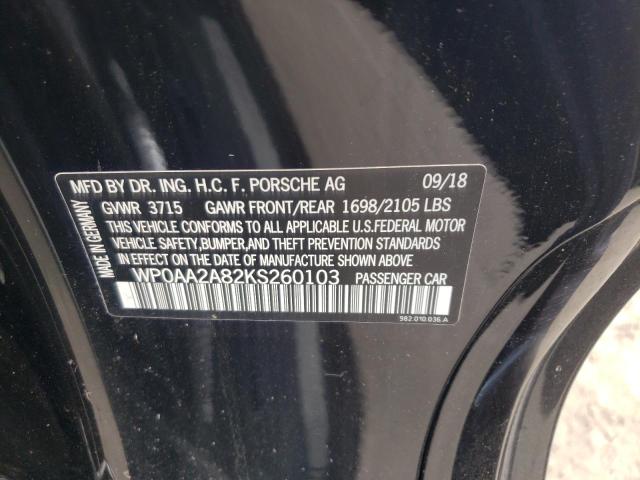 MFD BY DR. ING. H.C. F. PORSCHE AG 09/18
GVWR 3715 GAWR FRONT/REAR 1698/2105 LBS
THIS VEHICLE CONFORMS TO ALL APPLICABLE U.S.FEDERAL MOTOR
VEHICLE SAFETY,BUMPER,AND THEFT PREVENTION STANDARDS
IN EFFECT ON THE DATE OF MANUFACTURE SHOWN ABOVE
WP0AA2A82KS260103 PASSENGER CAR
982.010.036.A
MADE IN GERMANY